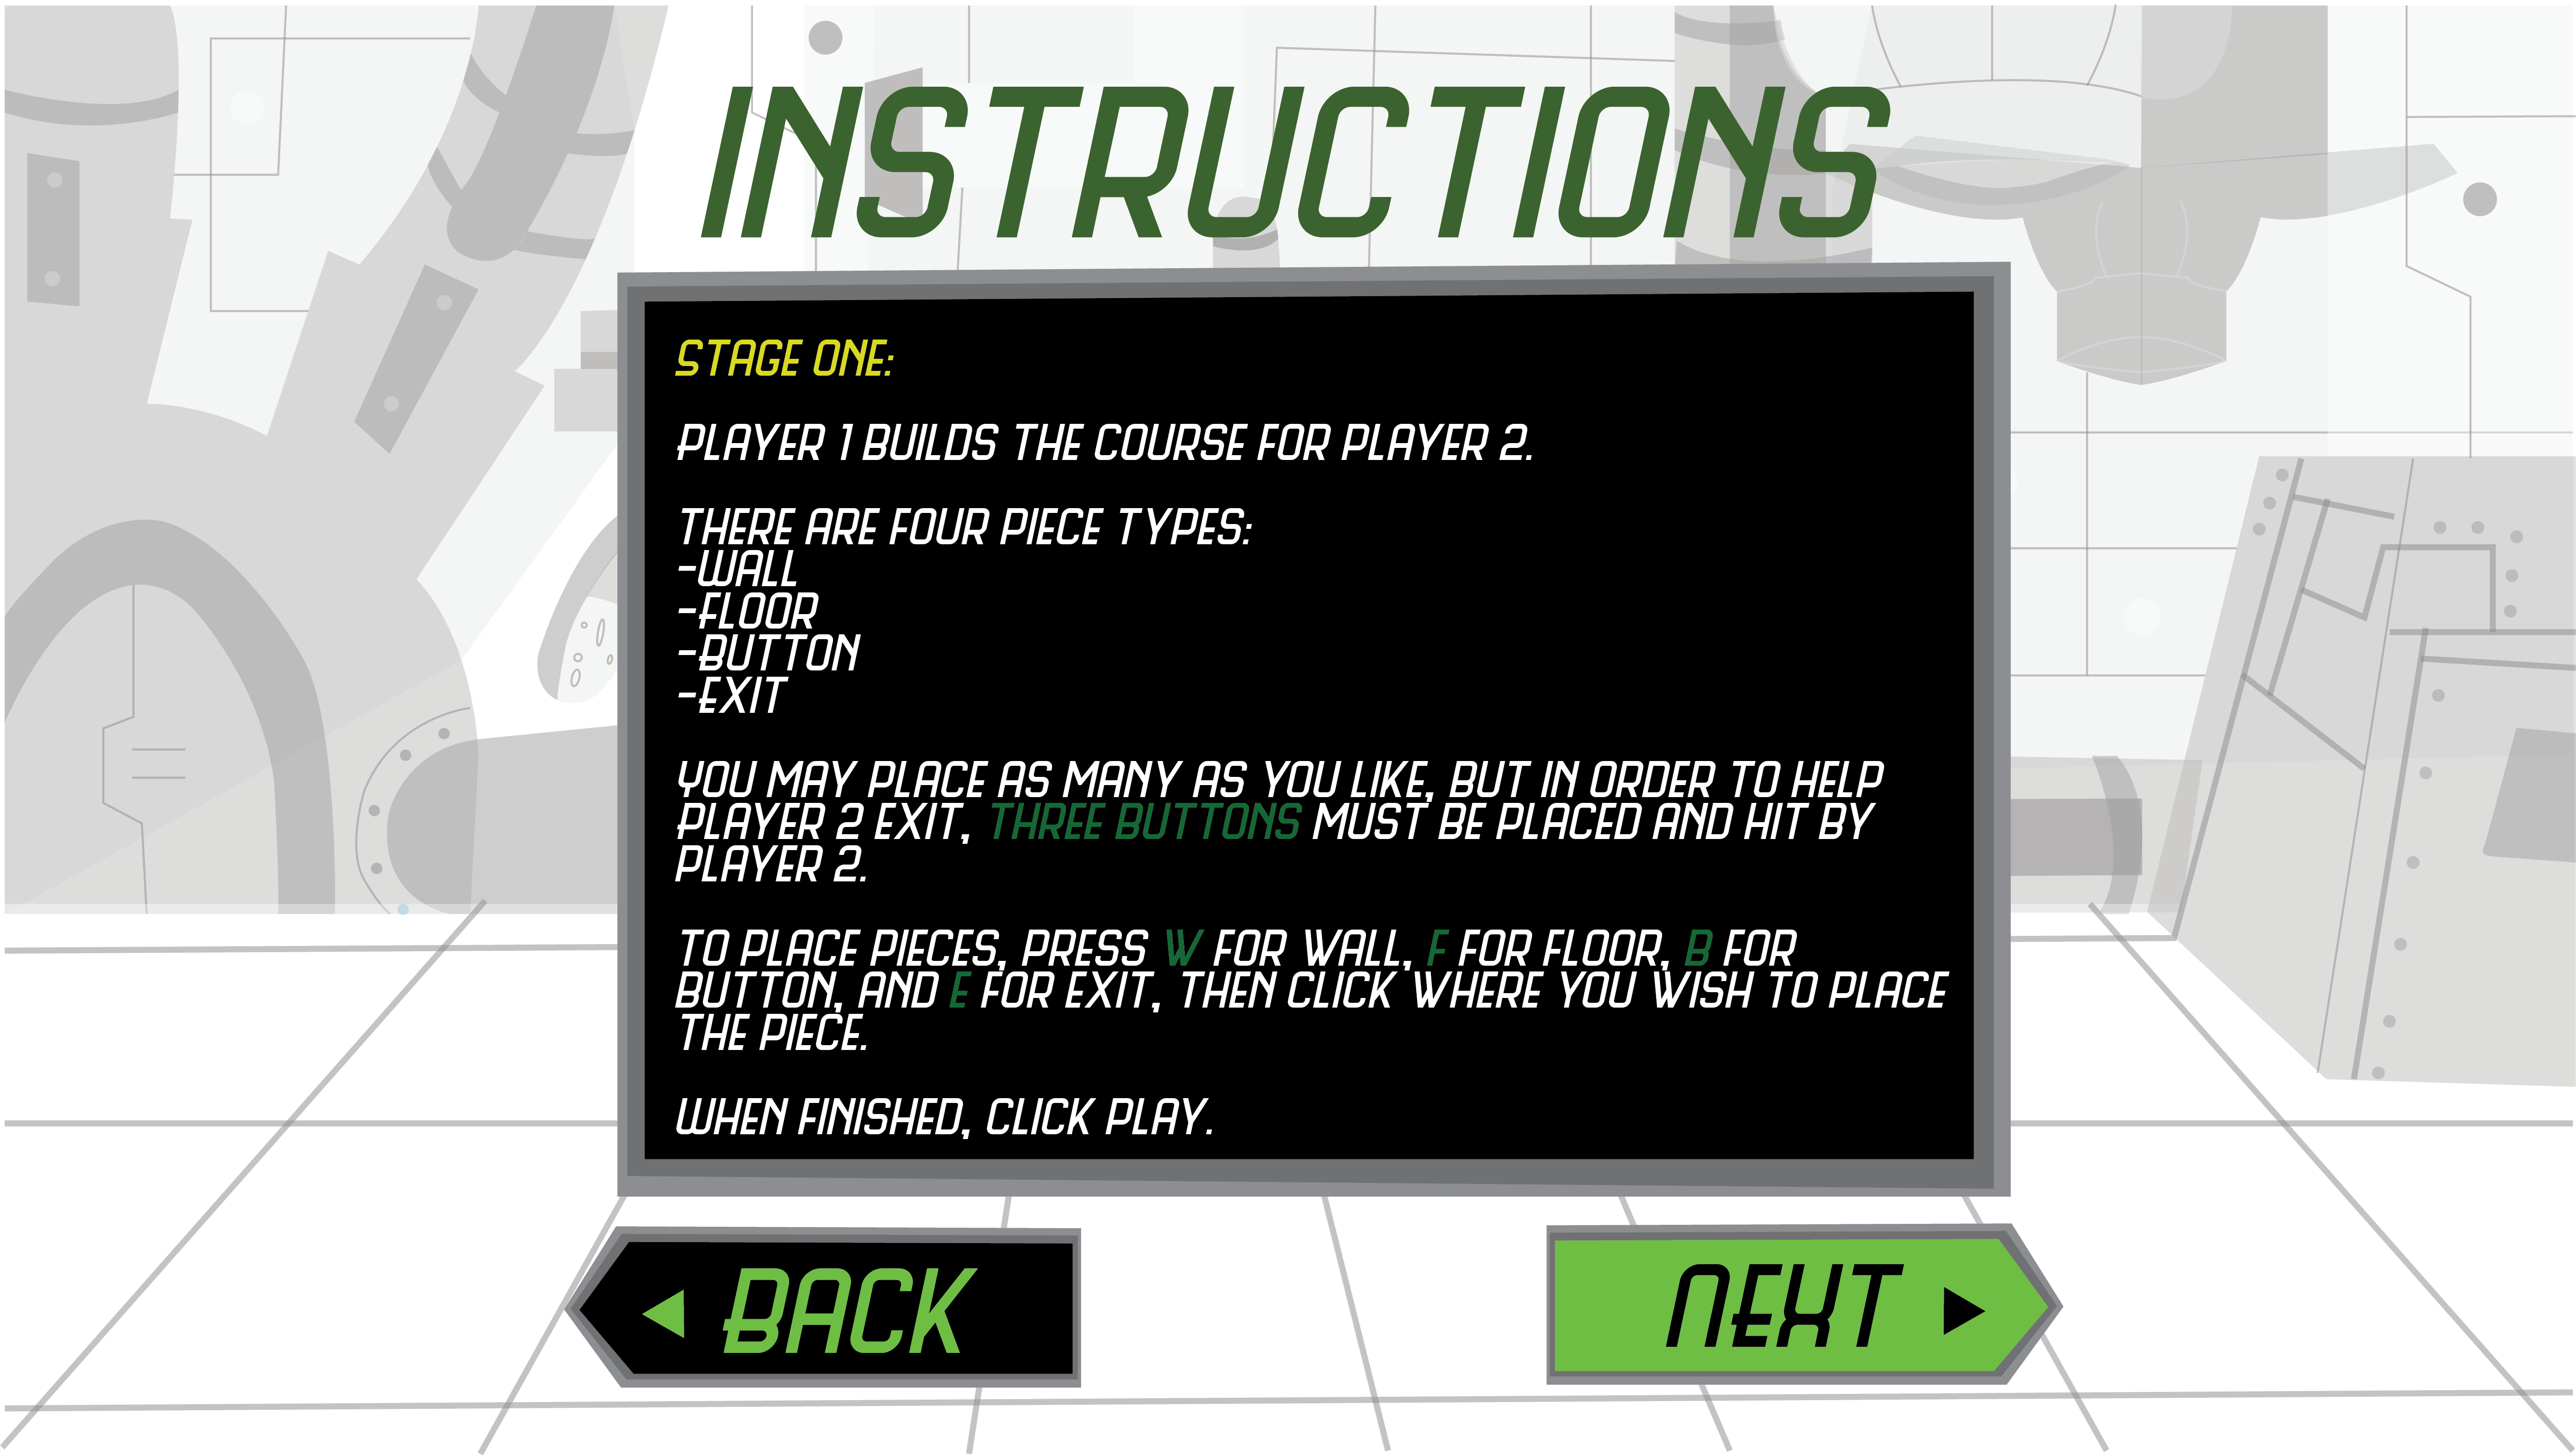 INSTRUCTIONS
STAGE ONE:
PLAYER 1 BUILDS THE COURSE FOR PLAYER 2.
THERE ARE FOUR PIECE TYPES:
-WALL
-FLOOR
-BUTTON
-EXIT
YOU MAY PLACE AS MANY AS YOU LIKE, BUT IN ORDER TO HELP
PLAYER 2 EXIT, THREE BUTTONS MUST BE PLACED AND HIT BY
PLAYER 2.
TO PLACE PIECES, PRESS W FOR WALL, F FOR FLOOR, B FOR
BUTTON, AND E FOR EXIT, THEN CLICK WHERE YOU WISH TO PLACE
THE PIECE.
WHEN FINISHED, CLICK PLAY.
BACK
NEXT